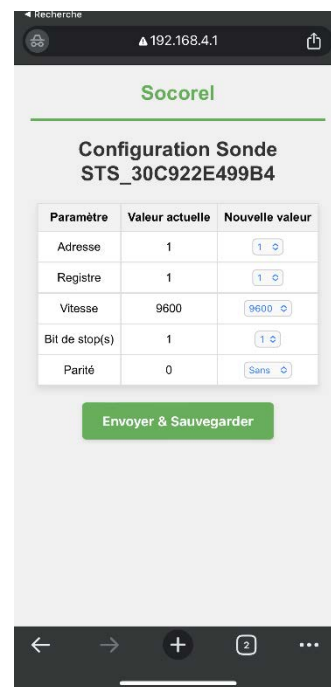 ◀ Recherche
192.168.4.1
Socorel
Configuration Sonde
STS_30C922E499B4
Paramètre Valeur actuelle Nouvelle valeur
Adresse 1 1
Registre 1 1
Vitesse 9600 9600
Bit de stop(s) 1 1
Parité 0 Sans
Envoyer & Sauvegarder
2